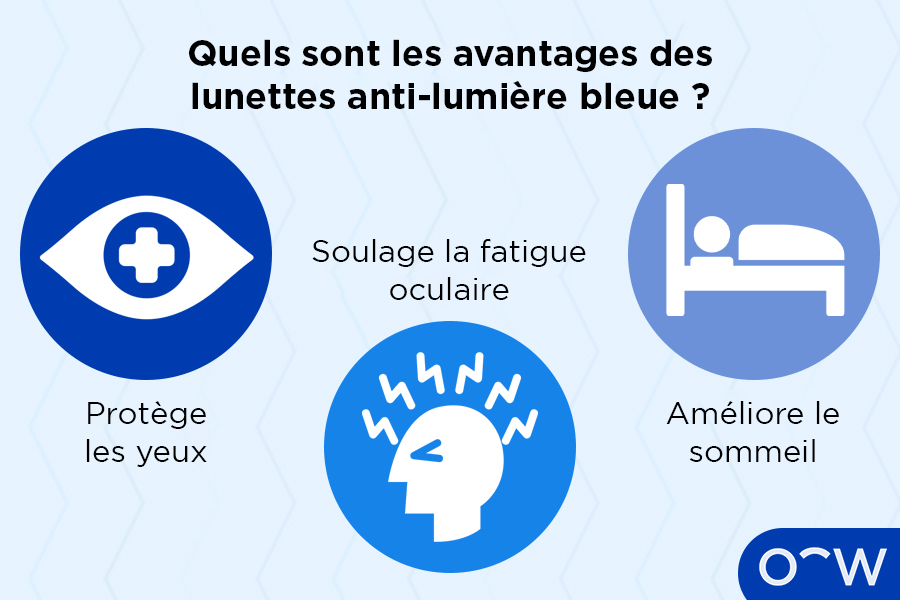 Quels sont les avantages des
lunettes anti-lumière bleue ?
Soulage la fatigue
oculaire
Protège
les yeux
Améliore le
sommeil
OW